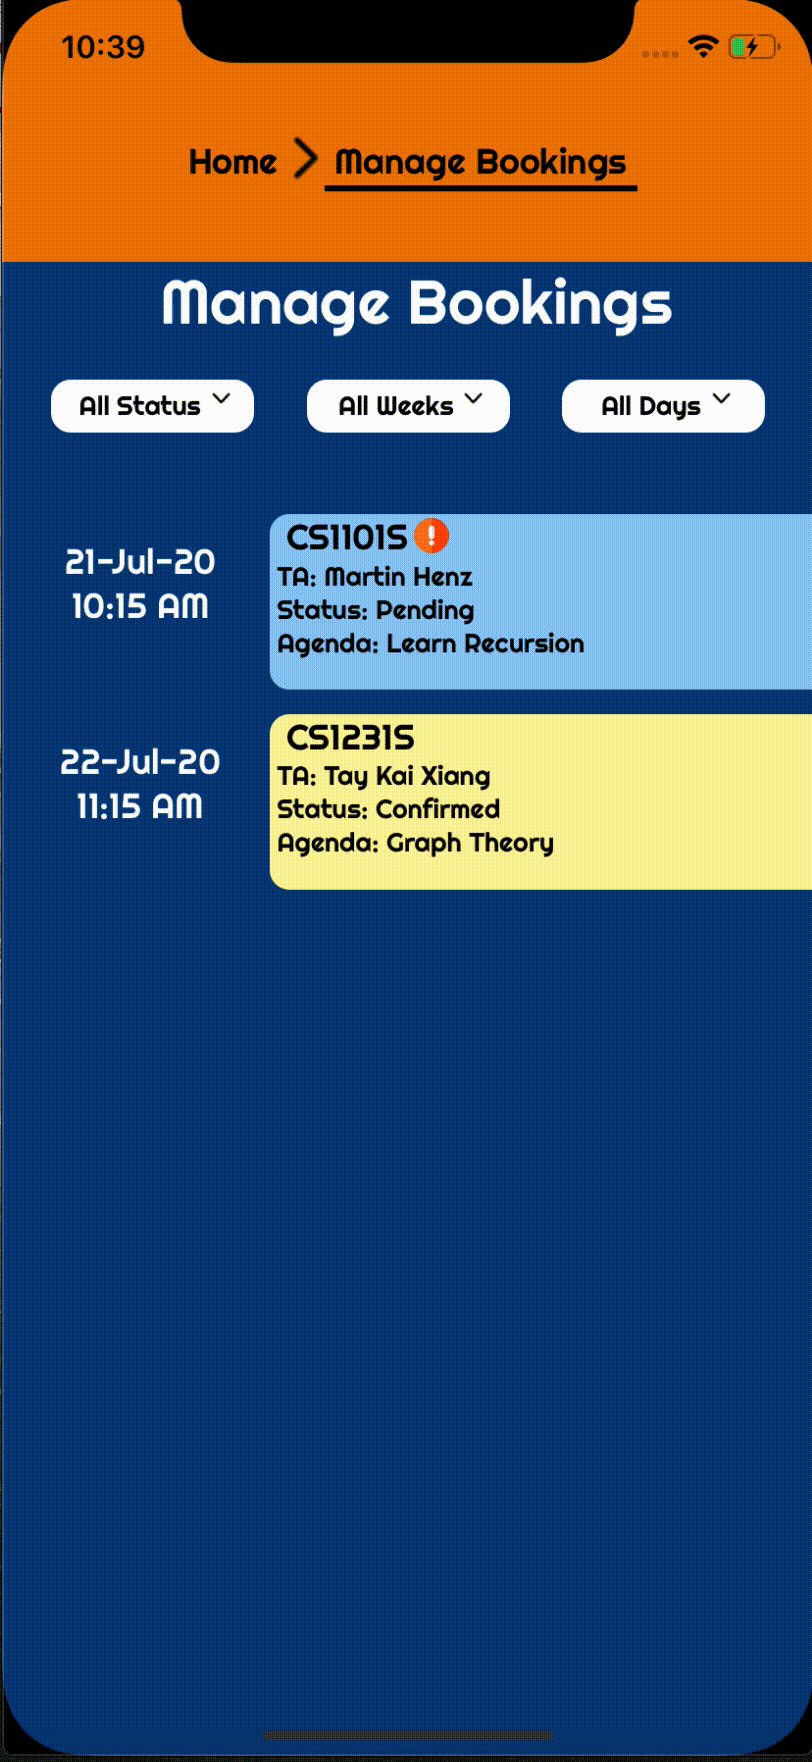 10:39
Home > Manage Bookings
Manage Bookings
All Status All Weeks All Days
21-Jul-20
10:15 AM
CS1101S !
TA: Martin Henz
Status: Pending
Agenda: Learn Recursion
22-Jul-20
11:15 AM
CS1231S
TA: Tay Kai Xiang
Status: Confirmed
Agenda: Graph Theory